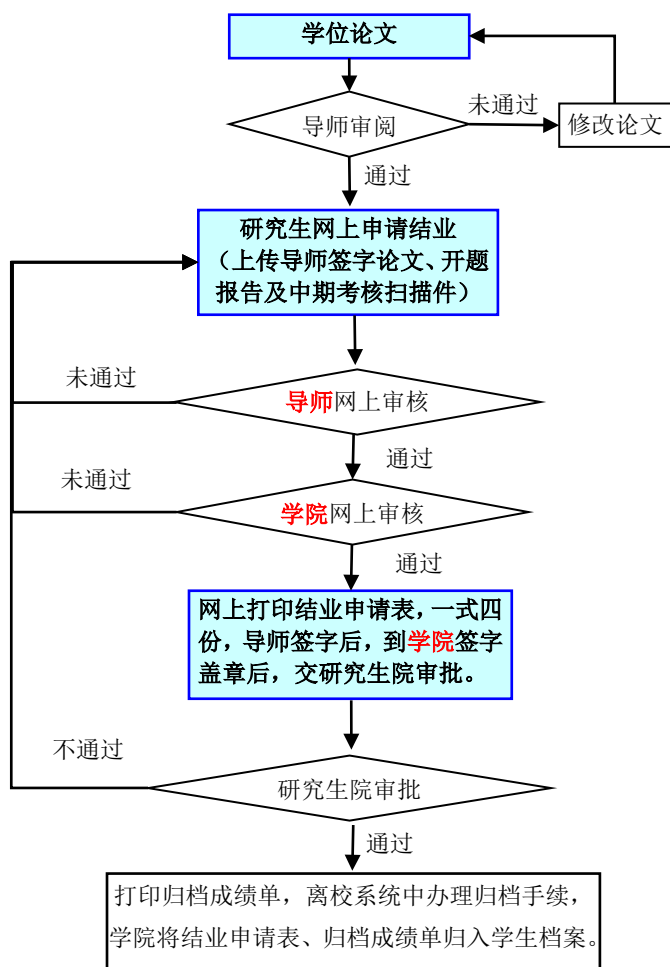 学位论文
导师审阅
未通过
修改论文
通过
研究生网上申请结业
（上传导师签字论文、开题
报告及中期考核扫描件）
未通过
导师网上审核
通过
未通过
学院网上审核
通过
网上打印结业申请表，一式四
份，导师签字后，到学院签字
盖章后，交研究生院审批。
不通过
研究生院审批
通过
打印归档成绩单，离校系统中办理归档手续，
学院将结业申请表、归档成绩单归入学生档案。